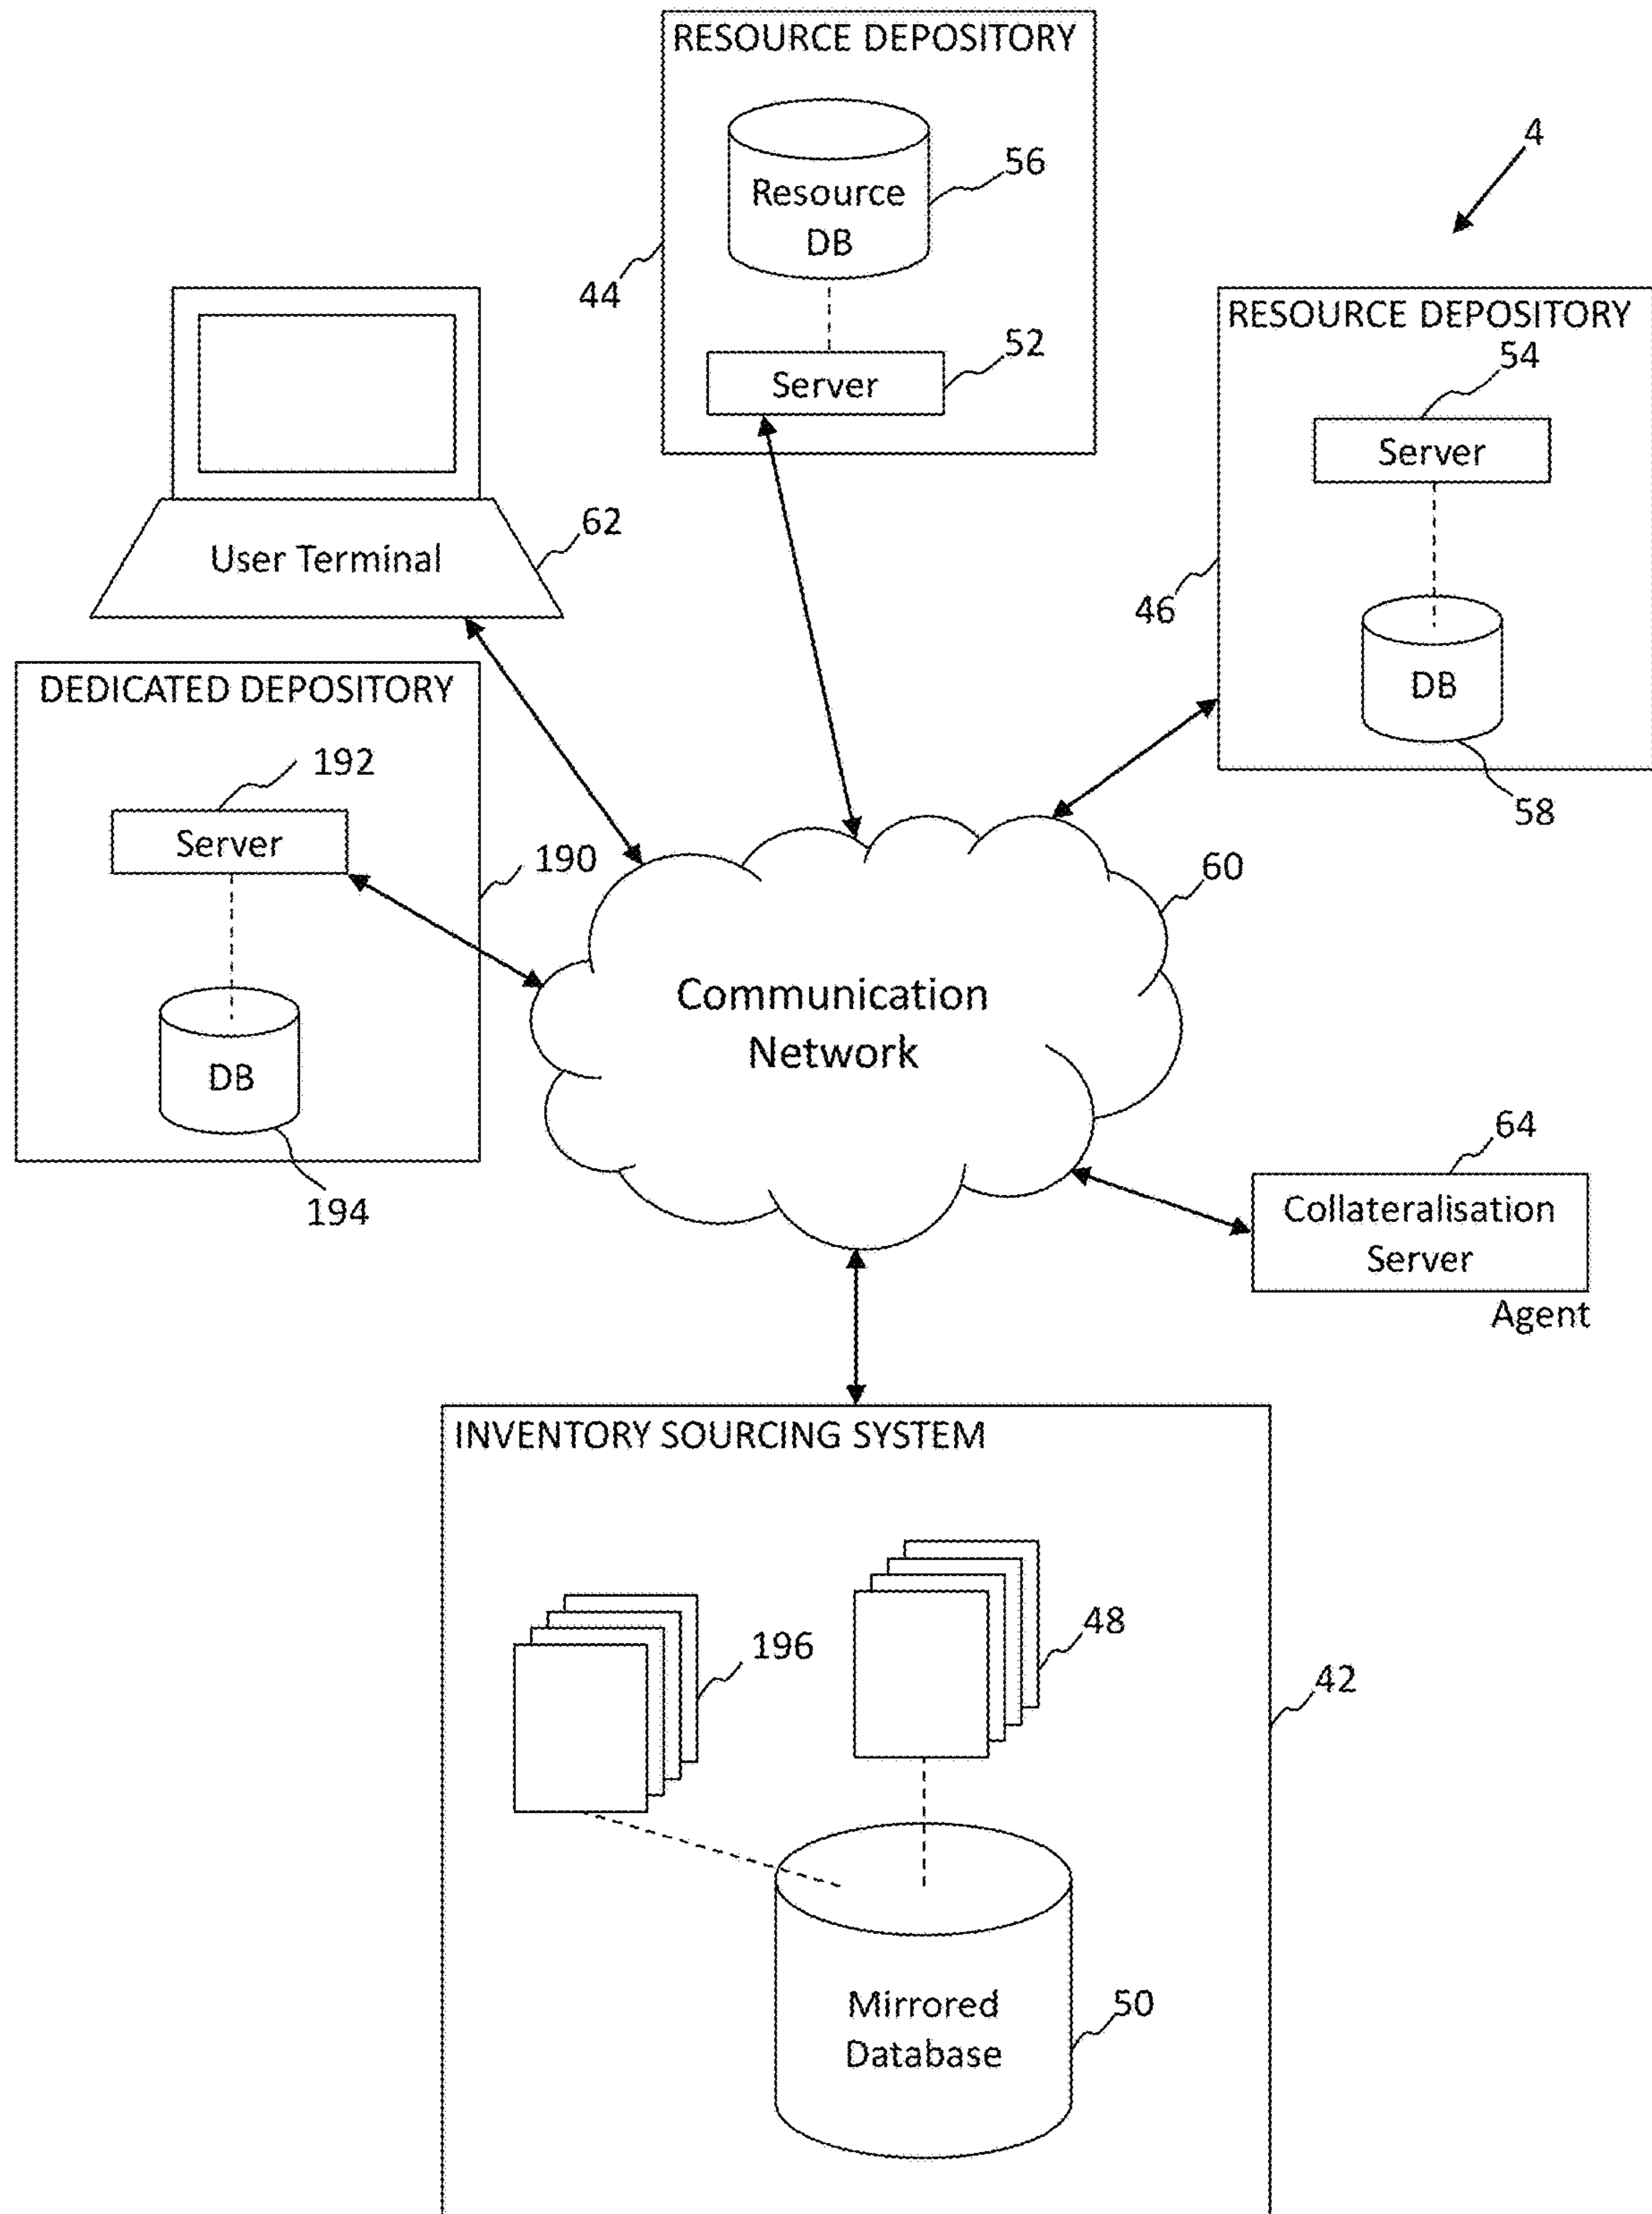 RESOURCE DEPOSITORY
4
56
Resource
DB
44
RESOURCE DEPOSITORY
52
Server
54
Server
62
User Terminal
46
DB
58
DEDICATED DEPOSITORY
192
Server
190
60
Communication
Network
DB
194
64
Collateralisation
Server
Agent
INVENTORY SOURCING SYSTEM
48
196
42
Mirrored
Database
50